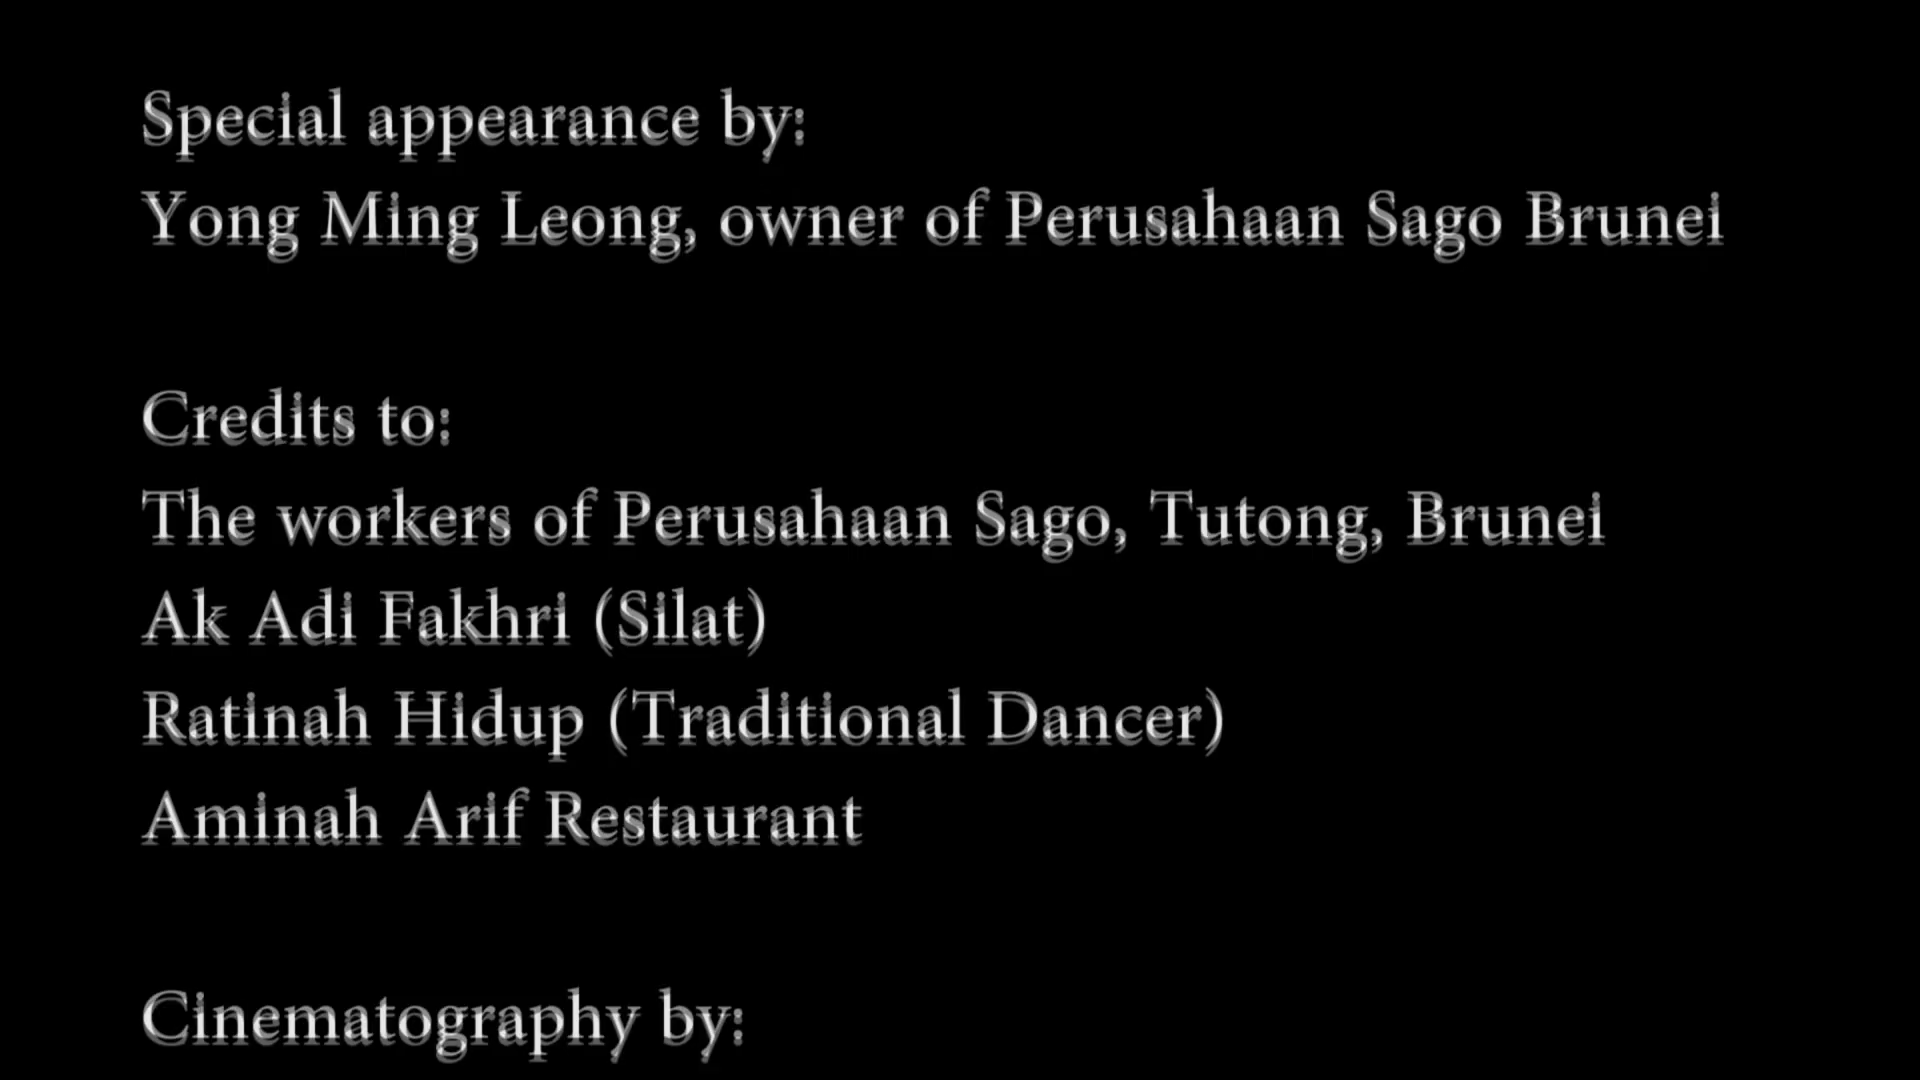 Special appearance by:
Yong Ming Leong, owner of Perusahaan Sago Brunei
Credits to:
The workers of Perusahaan Sago, Tutong, Brunei
Ak Adi Fakhri (Silat)
Ratinah Hidup (Traditional Dancer)
Aminah Arif Restaurant
Cinematography by: